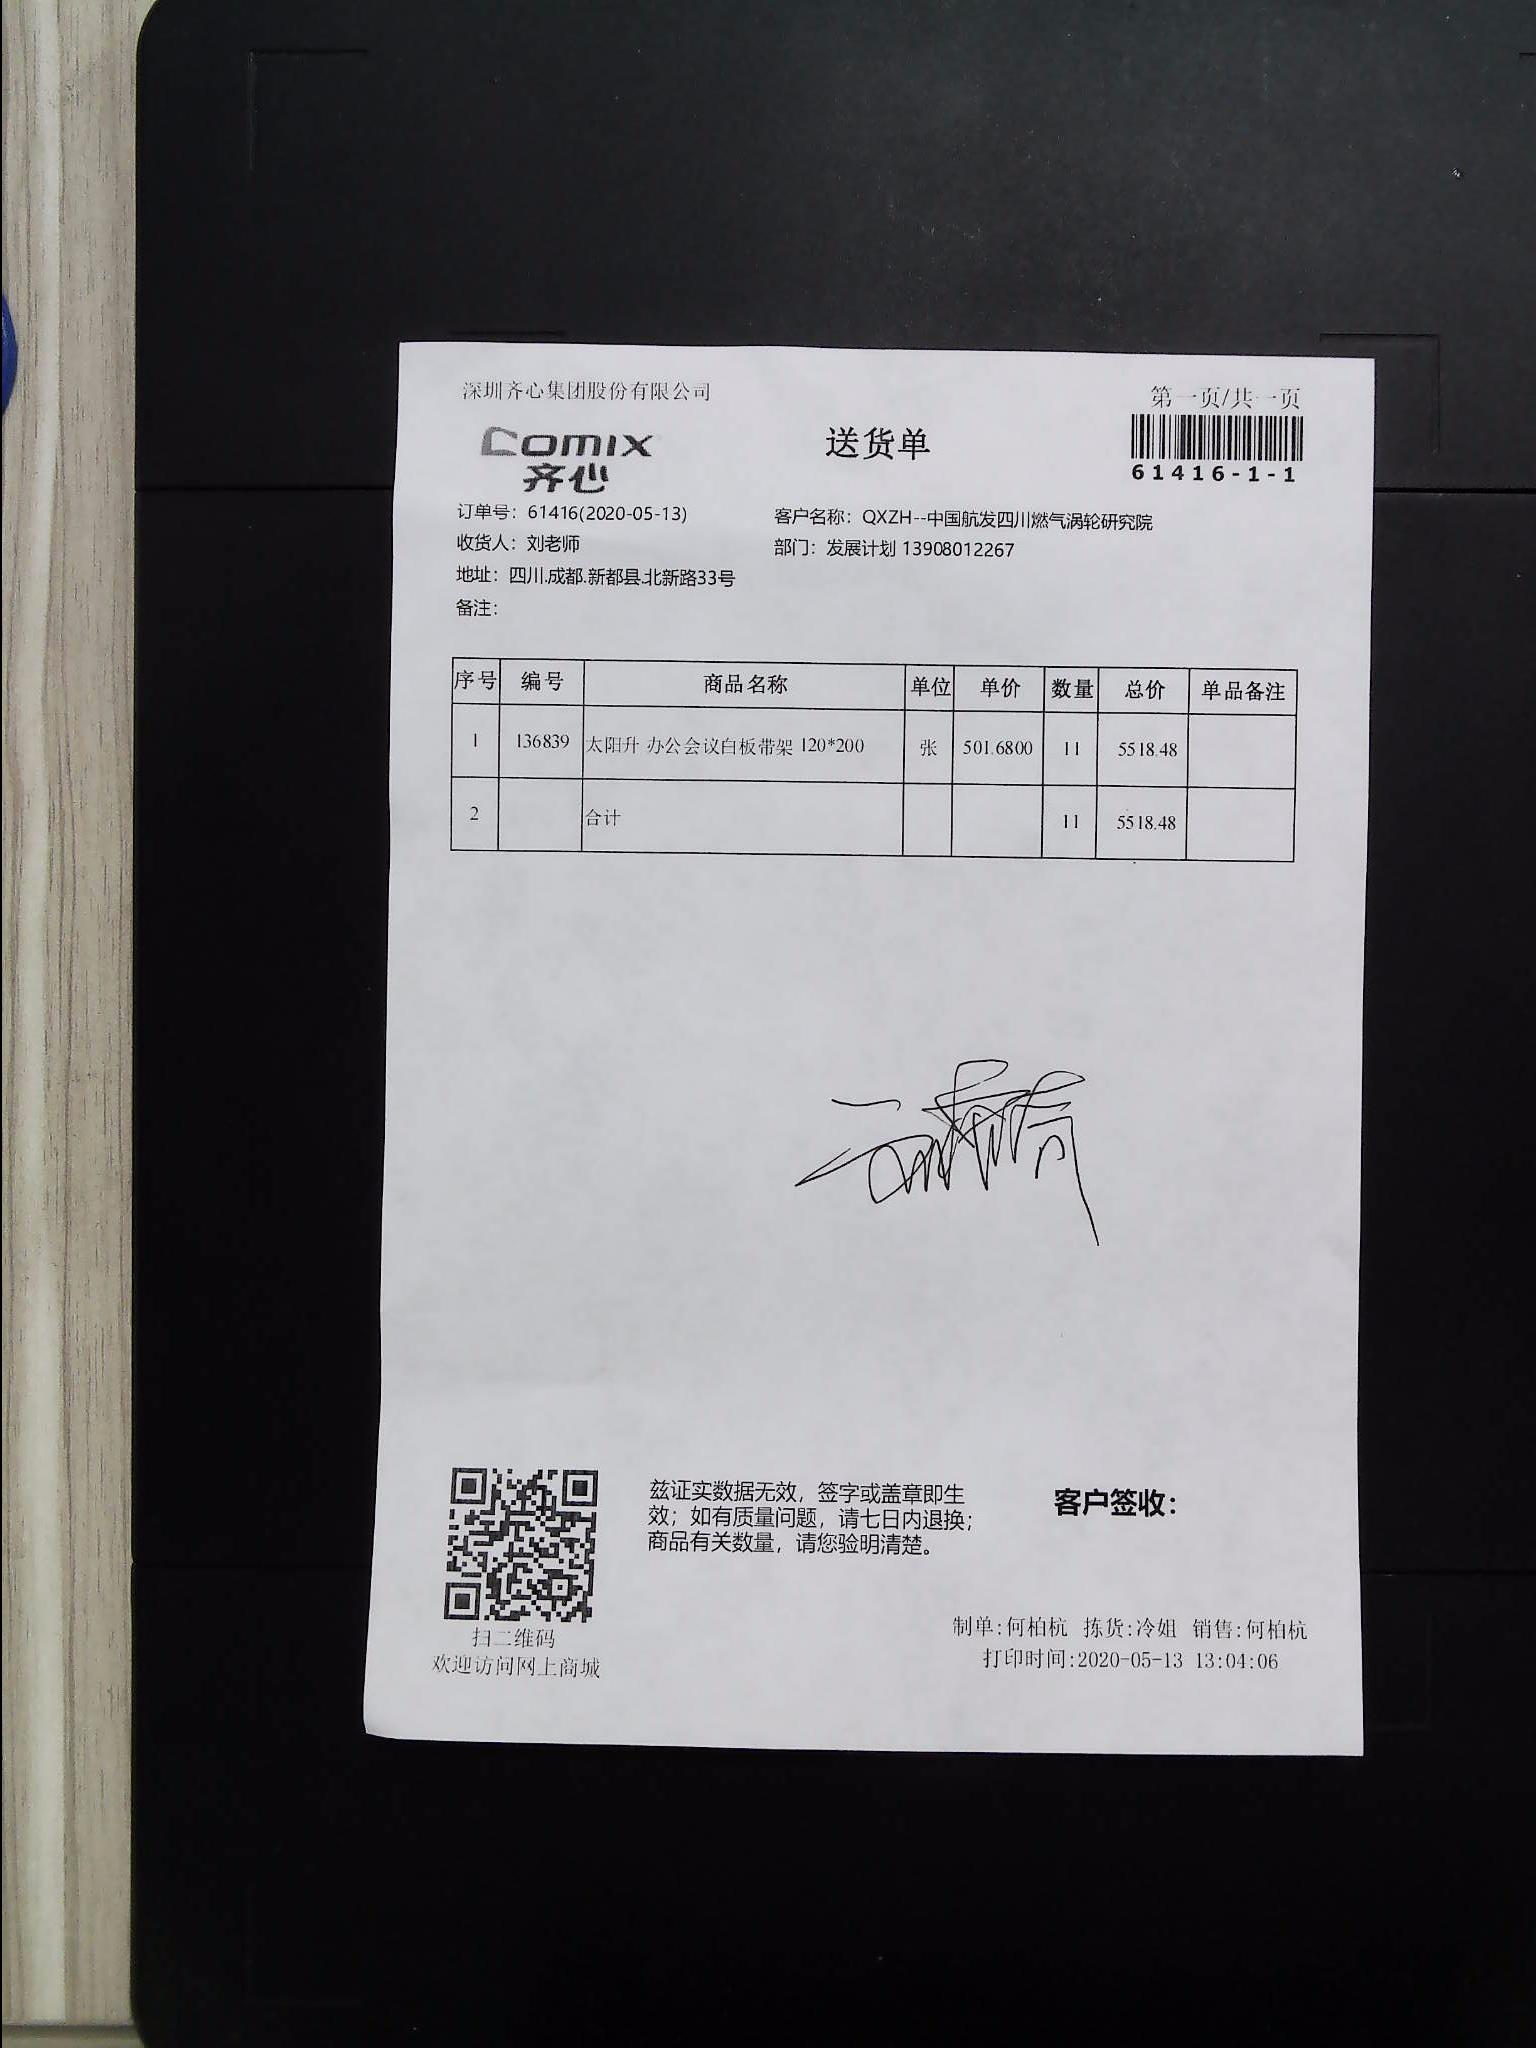 深圳齐心集团股份有限公司
第一页/共一页
COMIX
齐心
送货单
61416-1-1
订单号：61416(2020-05-13)
客户名称：QXZH--中国航发四川燃气涡轮研究院
收货人：刘老师
部门：发展计划 13908012267
地址：四川.成都.新都县.北新路33号
备注：
序号 编号 商品名称 单位 单价 数量 总价 单品备注
1 136839 太阳升 办公会议白板带架 120*200 张 501.6800 11 5518.48
2 合计 11 5518.48
兹证实数据无效，签字或盖章即生
效；如有质量问题，请七日内退换；
商品有关数量，请您验明清楚。
客户签收：
扫二维码
欢迎访问网上商城
制单:何柏杭 拣货:冷姐 销售:何柏杭
打印时间:2020-05-13 13:04:06